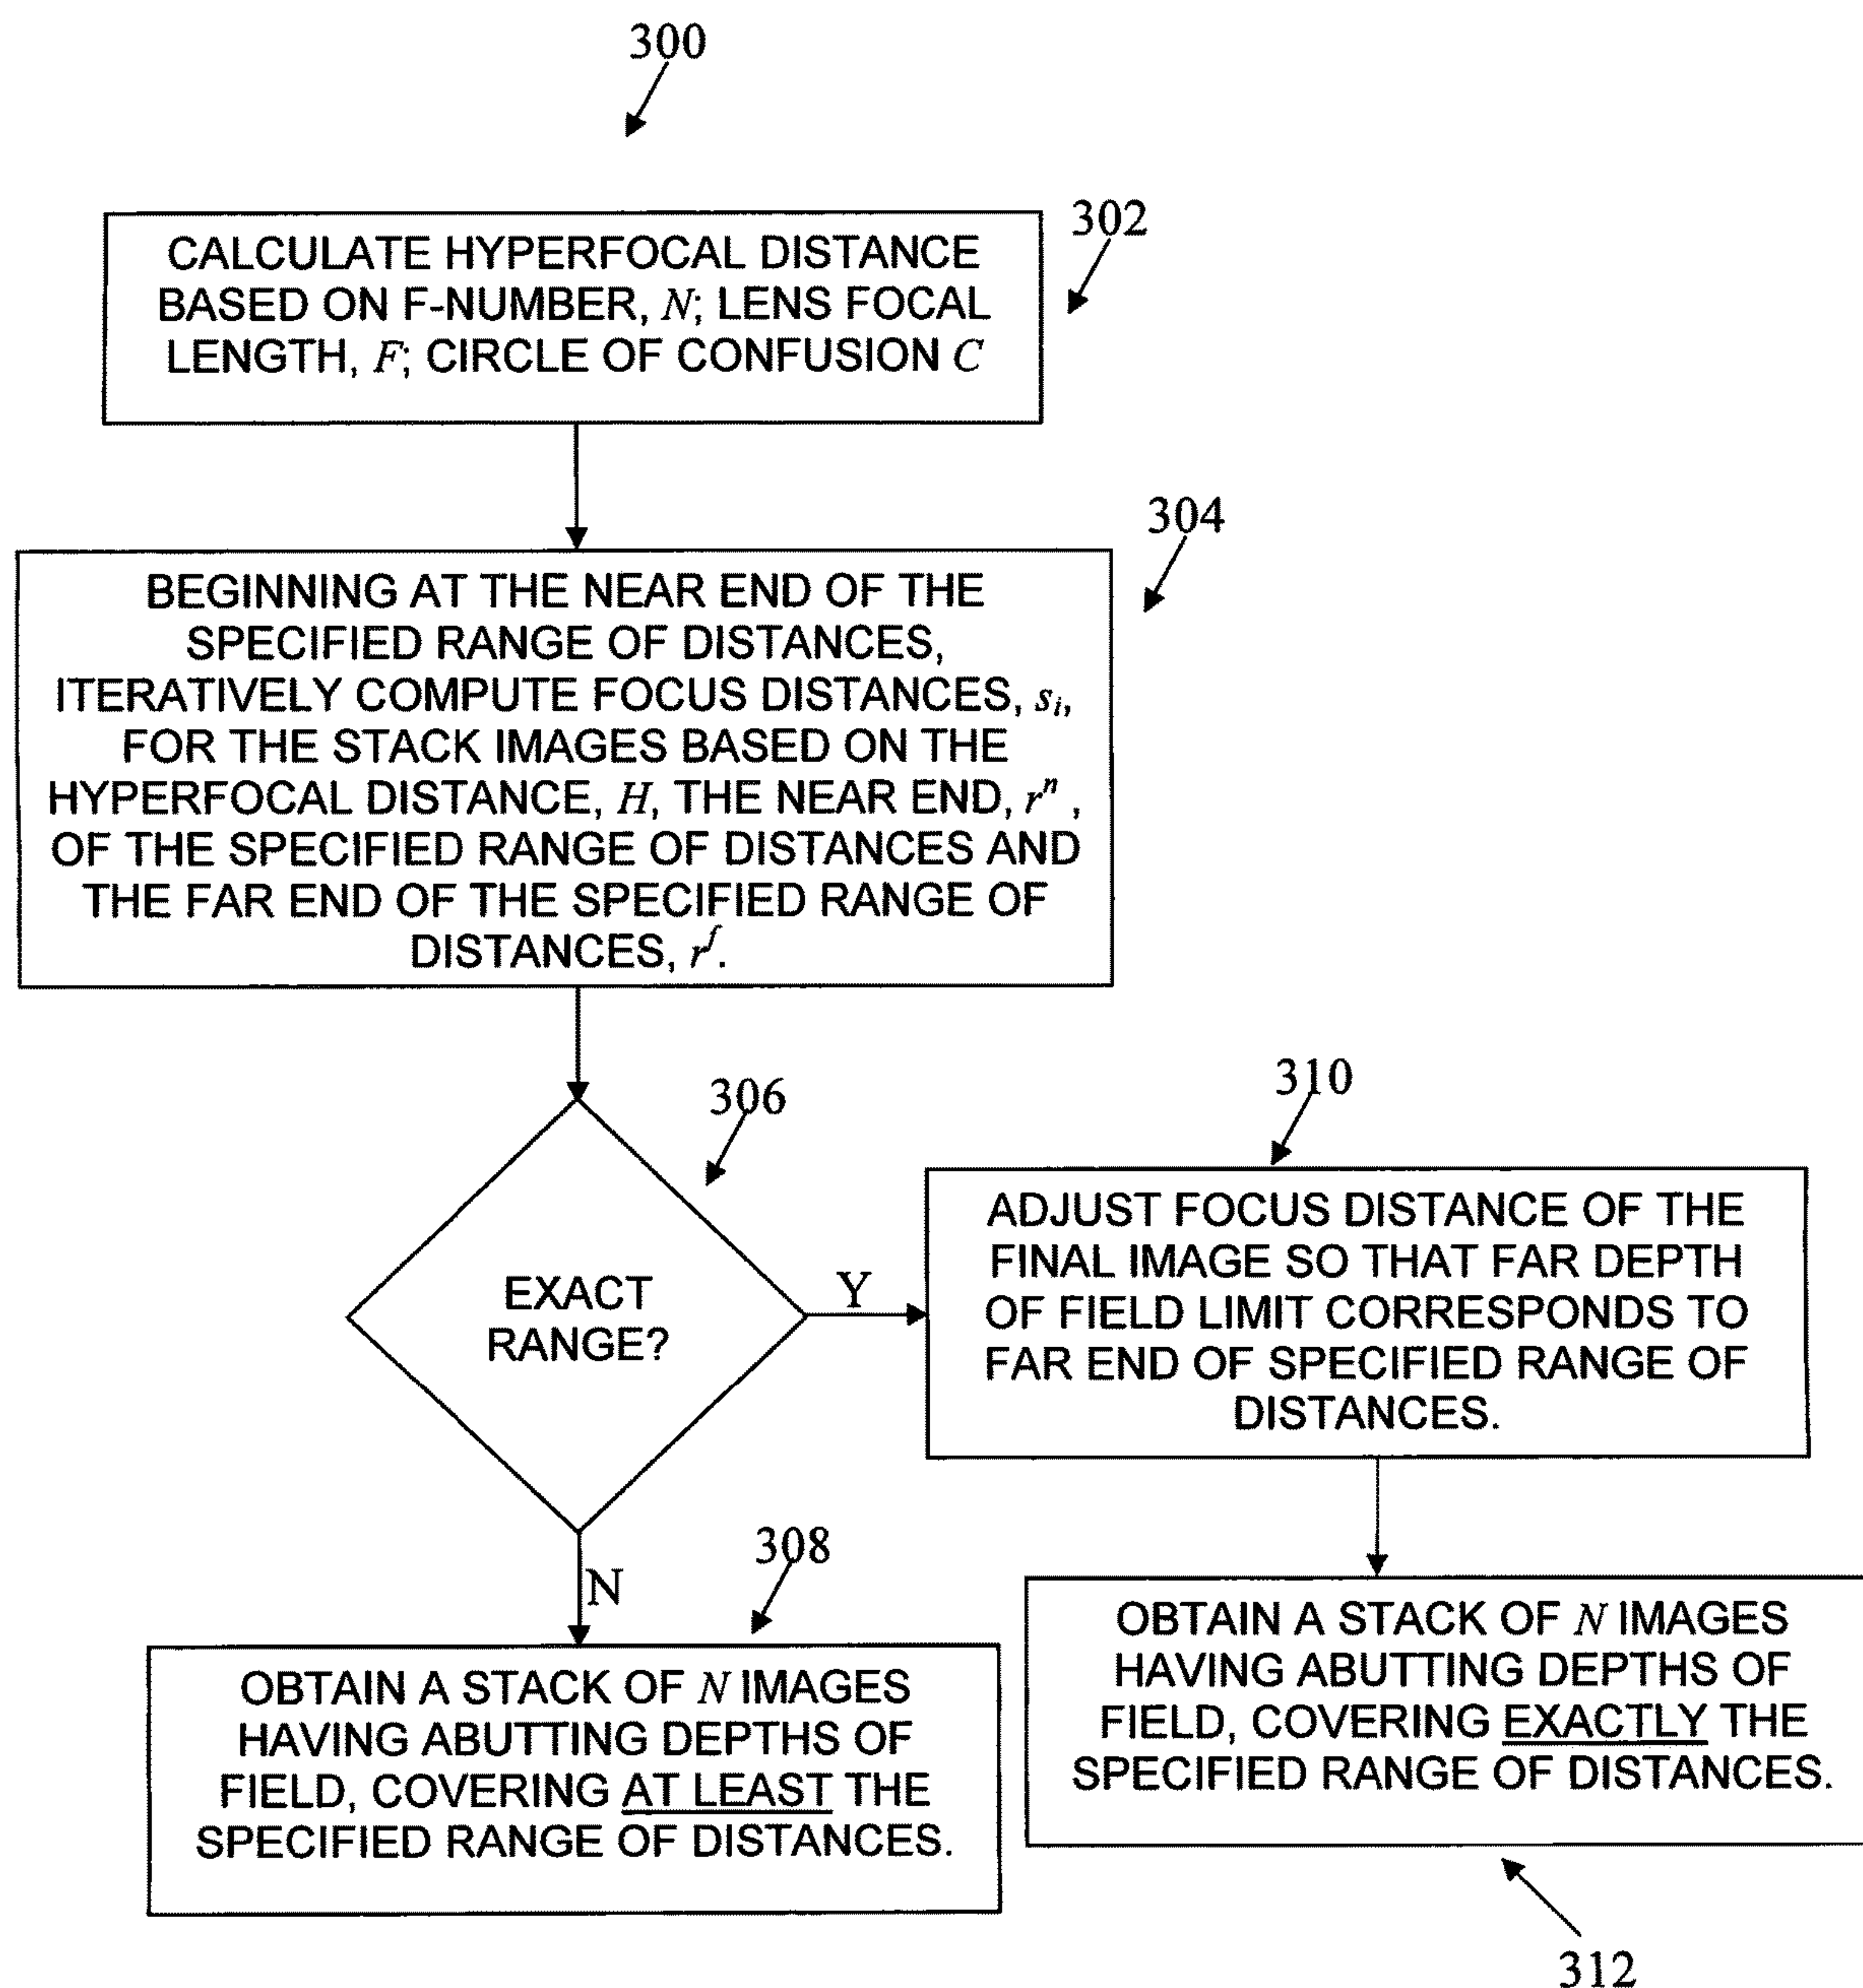 300
302
CALCULATE HYPERFOCAL DISTANCE
BASED ON F-NUMBER, N; LENS FOCAL
LENGTH, F; CIRCLE OF CONFUSION C
304
BEGINNING AT THE NEAR END OF THE
SPECIFIED RANGE OF DISTANCES,
ITERATIVELY COMPUTE FOCUS DISTANCES, sᵢ,
FOR THE STACK IMAGES BASED ON THE
HYPERFOCAL DISTANCE, H, THE NEAR END, rⁿ ,
OF THE SPECIFIED RANGE OF DISTANCES AND
THE FAR END OF THE SPECIFIED RANGE OF
DISTANCES, rᶠ.
306
EXACT
RANGE?
Y
N
310
ADJUST FOCUS DISTANCE OF THE
FINAL IMAGE SO THAT FAR DEPTH
OF FIELD LIMIT CORRESPONDS TO
FAR END OF SPECIFIED RANGE OF
DISTANCES.
308
OBTAIN A STACK OF N IMAGES
HAVING ABUTTING DEPTHS OF
FIELD, COVERING AT LEAST THE
SPECIFIED RANGE OF DISTANCES.
OBTAIN A STACK OF N IMAGES
HAVING ABUTTING DEPTHS OF
FIELD, COVERING EXACTLY THE
SPECIFIED RANGE OF DISTANCES.
312